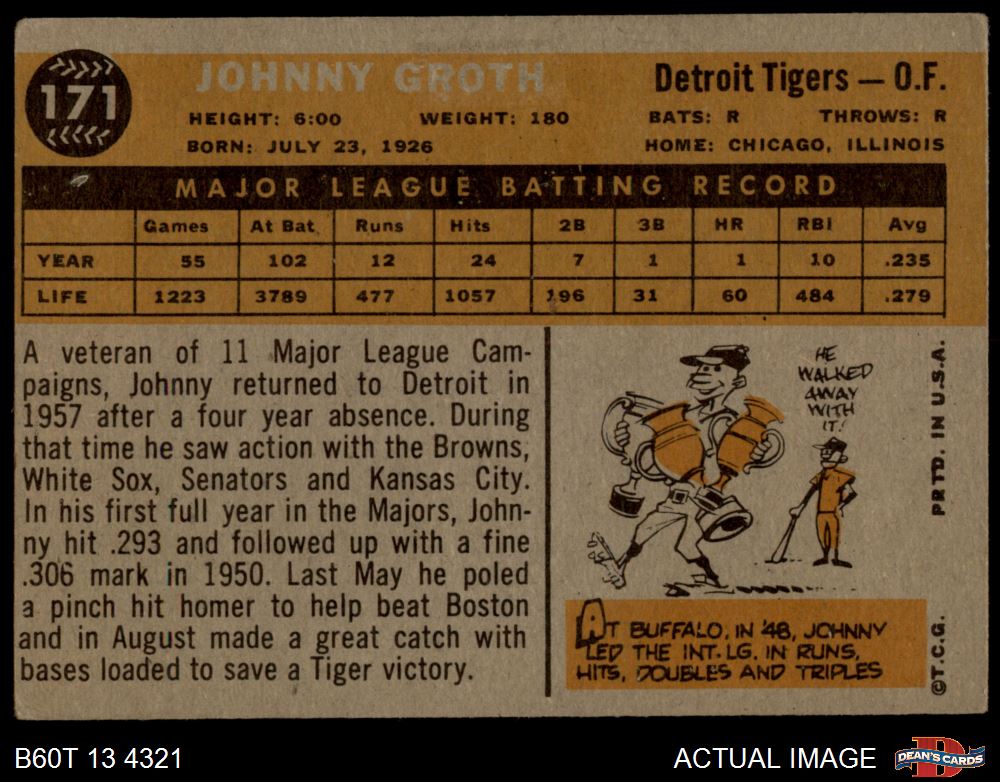 171
JOHNNY GROTH
Detroit Tigers — O.F.
HEIGHT: 6:00 WEIGHT: 180 BATS: R THROWS: R
BORN: JULY 23, 1926 HOME: CHICAGO, ILLINOIS
MAJOR LEAGUE BATTING RECORD
Games At Bat Runs Hits 2B 3B HR RBI Avg
YEAR 55 102 12 24 7 1 1 10 .235
LIFE 1223 3789 477 1057 196 31 60 484 .279
A veteran of 11 Major League Cam-
paigns, Johnny returned to Detroit in
1957 after a four year absence. During
that time he saw action with the Browns,
White Sox, Senators and Kansas City.
In his first full year in the Majors, John-
ny hit .293 and followed up with a fine
.306 mark in 1950. Last May he poled
a pinch hit homer to help beat Boston
and in August made a great catch with
bases loaded to save a Tiger victory.
HE
WALKED
AWAY
WITH
IT!
AT BUFFALO, IN '48, JOHNNY
LED THE INT. LG. IN RUNS,
HITS, DOUBLES AND TRIPLES
PRTD. IN U.S.A.
©T.C.G.
B60T 13 4321
ACTUAL IMAGE
D
DEAN'S CARDS